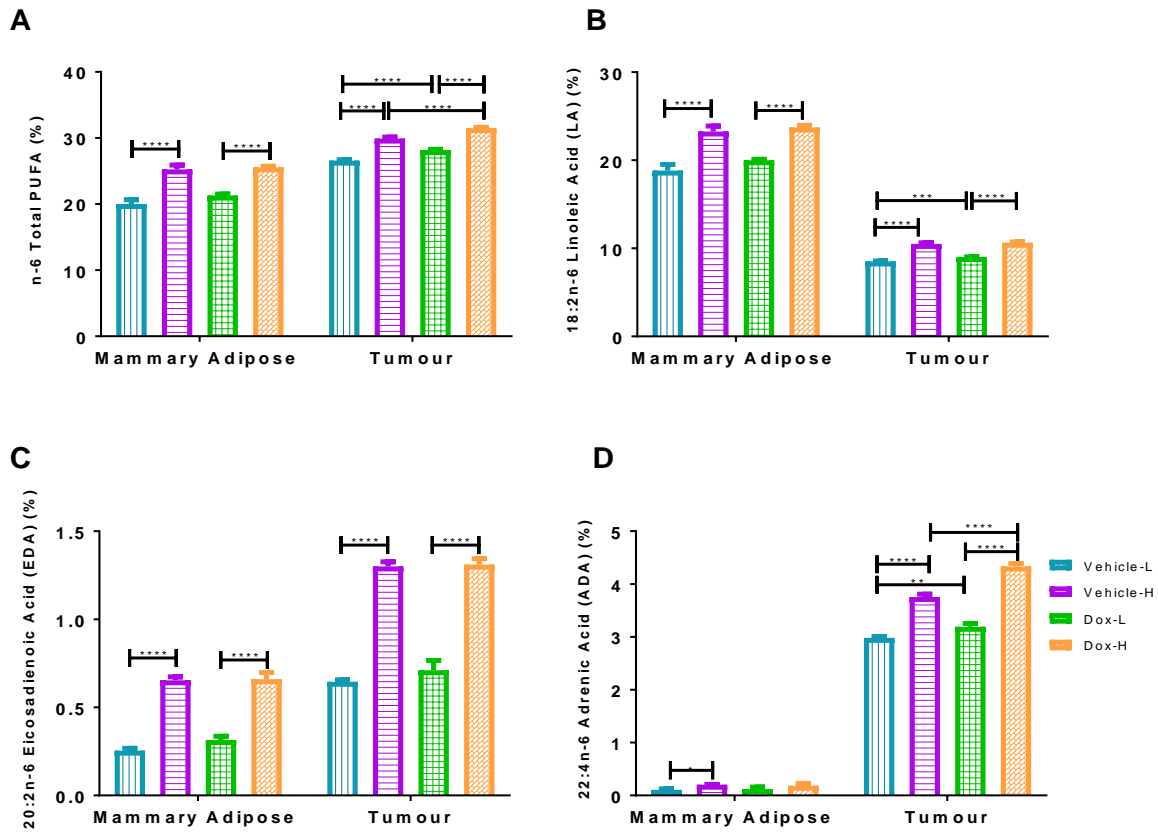 A
n-6 Total PUFA (%)
40
30
20
10
0
****
****
****
****
****
****
Mammary Adipose
Tumour
B
18:2n-6 Linoleic Acid (LA) (%)
30
20
10
0
****
****
***
****
****
Mammary Adipose
Tumour
C
20:2n-6 Eicosadienoic Acid (EDA) (%)
1.5
1.0
0.5
0.0
****
****
****
****
Mammary Adipose
Tumour
D
22:4n-6 Adrenic Acid (ADA) (%)
5
4
3
2
1
0
*
****
****
****
**
Mammary Adipose
Tumour
Vehicle-L
Vehicle-H
Dox-L
Dox-H